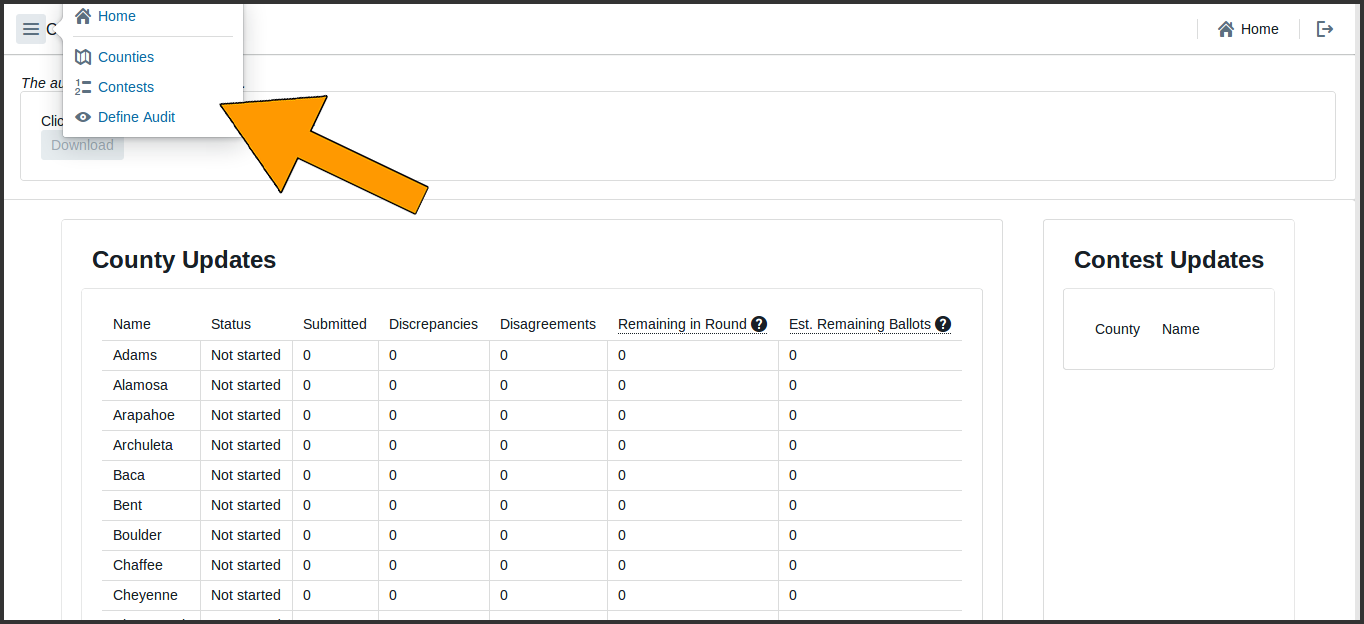 Home
C
Home
Counties
Contests
Define Audit
The au
Clic
Download
County Updates
Name Status Submitted Discrepancies Disagreements Remaining in Round ? Est. Remaining Ballots ?
Adams Not started 0 0 0 0 0
Alamosa Not started 0 0 0 0 0
Arapahoe Not started 0 0 0 0 0
Archuleta Not started 0 0 0 0 0
Baca Not started 0 0 0 0 0
Bent Not started 0 0 0 0 0
Boulder Not started 0 0 0 0 0
Chaffee Not started 0 0 0 0 0
Cheyenne Not started 0 0 0 0 0
Contest Updates
County Name